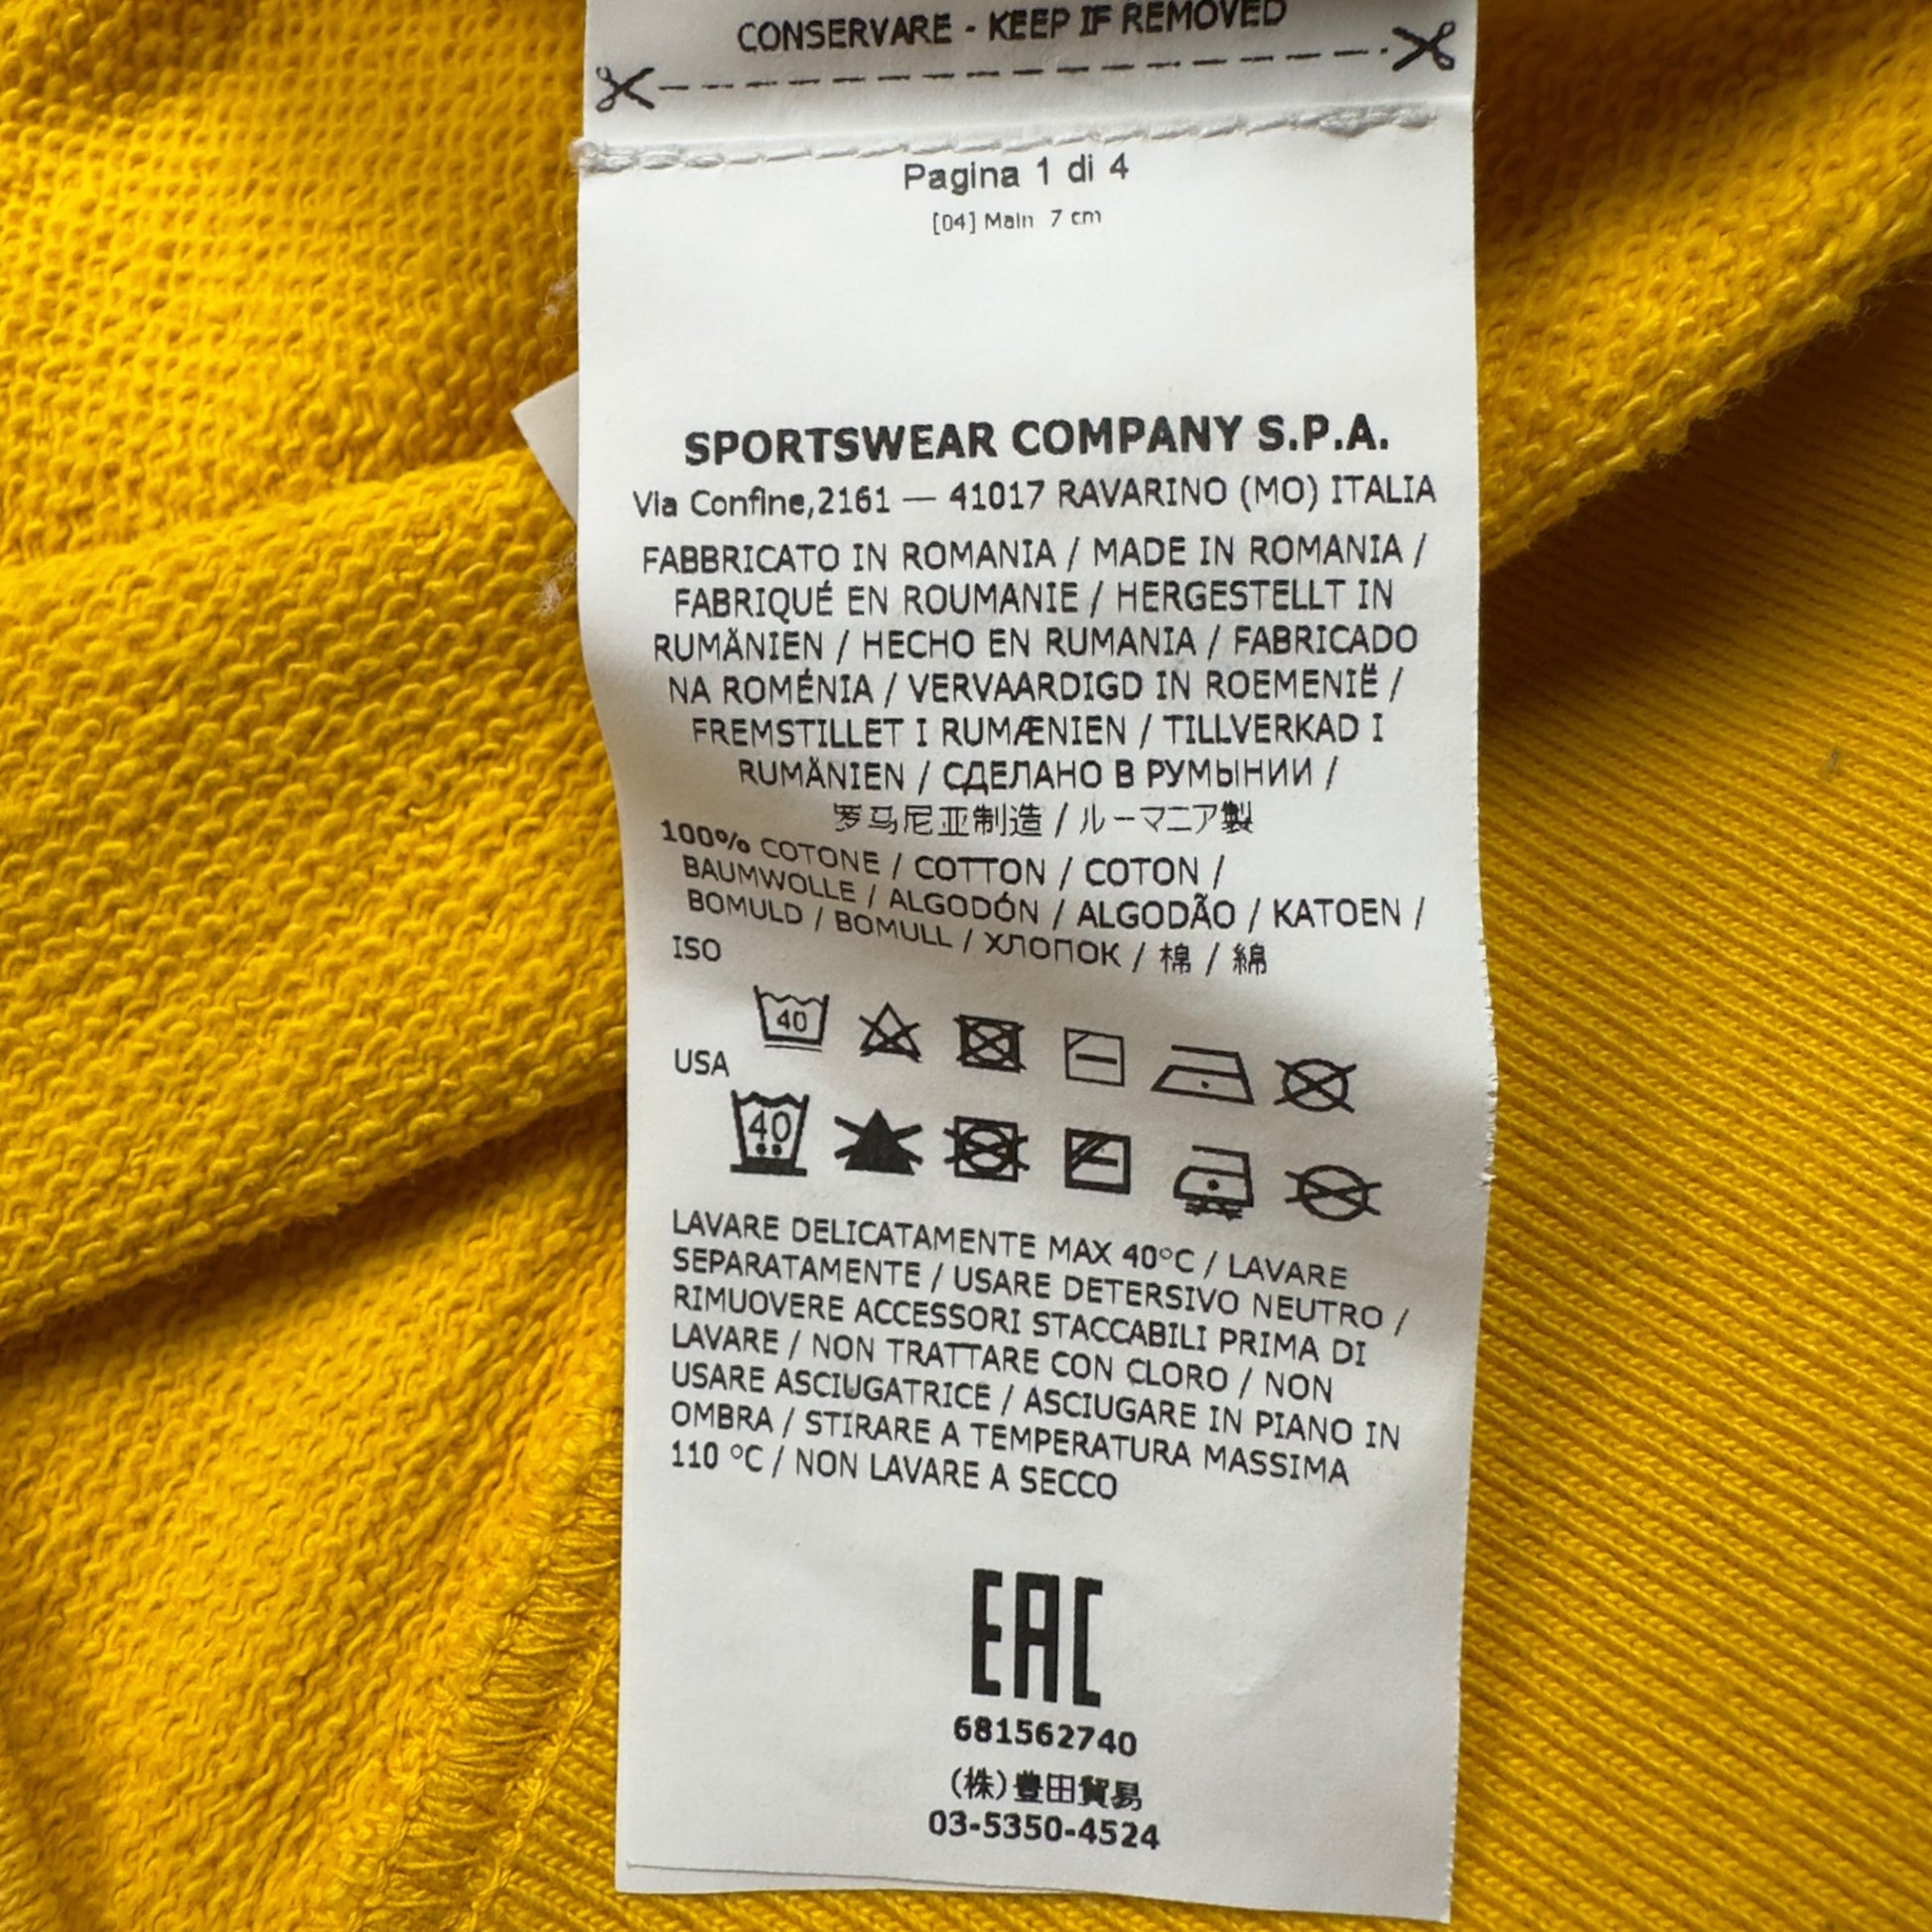 CONSERVARE - KEEP IF REMOVED
Pagina 1 di 4
[04] Main 7 cm
SPORTSWEAR COMPANY S.P.A.
Via Confine,2161 — 41017 RAVARINO (MO) ITALIA
FABBRICATO IN ROMANIA / MADE IN ROMANIA /
FABRIQUÉ EN ROUMANIE / HERGESTELLT IN
RUMÄNIEN / HECHO EN RUMANIA / FABRICADO
NA ROMÉNIA / VERVAARDIGD IN ROEMENIË /
FREMSTILLET I RUMÆNIEN / TILLVERKAD I
RUMÄNIEN / СДЕЛАНО В РУМЫНИИ /
罗马尼亚制造 / ルーマニア製
100% COTONE / COTTON / COTON /
BAUMWOLLE / ALGODÓN / ALGODÃO / KATOEN /
BOMULD / BOMULL / ХЛОПОК / 棉 / 綿
ISO
40
USA
40
LAVARE DELICATAMENTE MAX 40°C / LAVARE
SEPARATAMENTE / USARE DETERSIVO NEUTRO /
RIMUOVERE ACCESSORI STACCABILI PRIMA DI
LAVARE / NON TRATTARE CON CLORO / NON
USARE ASCIUGATRICE / ASCIUGARE IN PIANO IN
OMBRA / STIRARE A TEMPERATURA MASSIMA
110 °C / NON LAVARE A SECCO
EAC
681562740
(株)豊田貿易
03-5350-4524